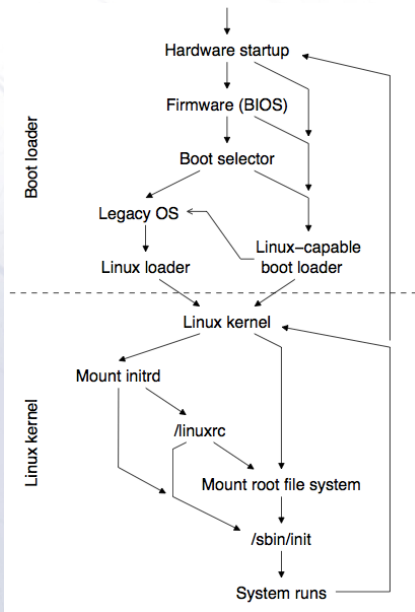 Hardware startup
Firmware (BIOS)
Boot selector
Boot loader
Legacy OS
Linux–capable
boot loader
Linux loader
Linux kernel
Mount initrd
/linuxrc
Linux kernel
Mount root file system
/sbin/init
System runs